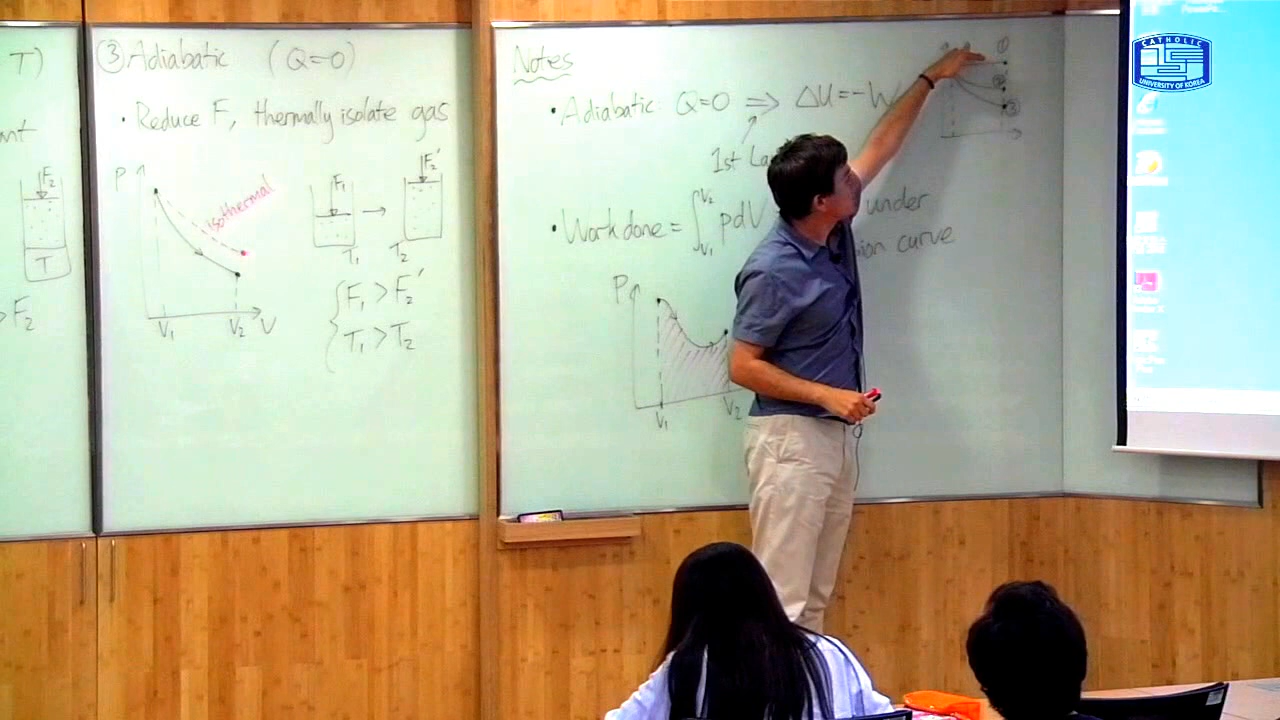 T)
③ Adiabatic (Q=0)
• Reduce F, thermally isolate gas
F₂
T
F₂
P
isothermal
V₁
V₂
V
F₁
→
F₂'
T₁
T₂
F₁ > F₂'
T₁ > T₂
Notes
• Adiabatic: Q=0 ⇒ ΔU = -W
1st La
• Work done = ∫V₁V₂ pdV under
curve
P
V₁
V₂
①
②
③
CATHOLIC
UNIVERSITY OF KOREA